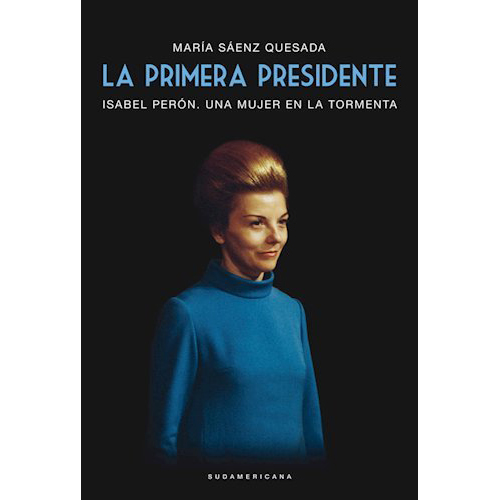 MARÍA SÁENZ QUESADA
LA PRIMERA PRESIDENTE
ISABEL PERÓN. UNA MUJER EN LA TORMENTA
SUDAMERICANA